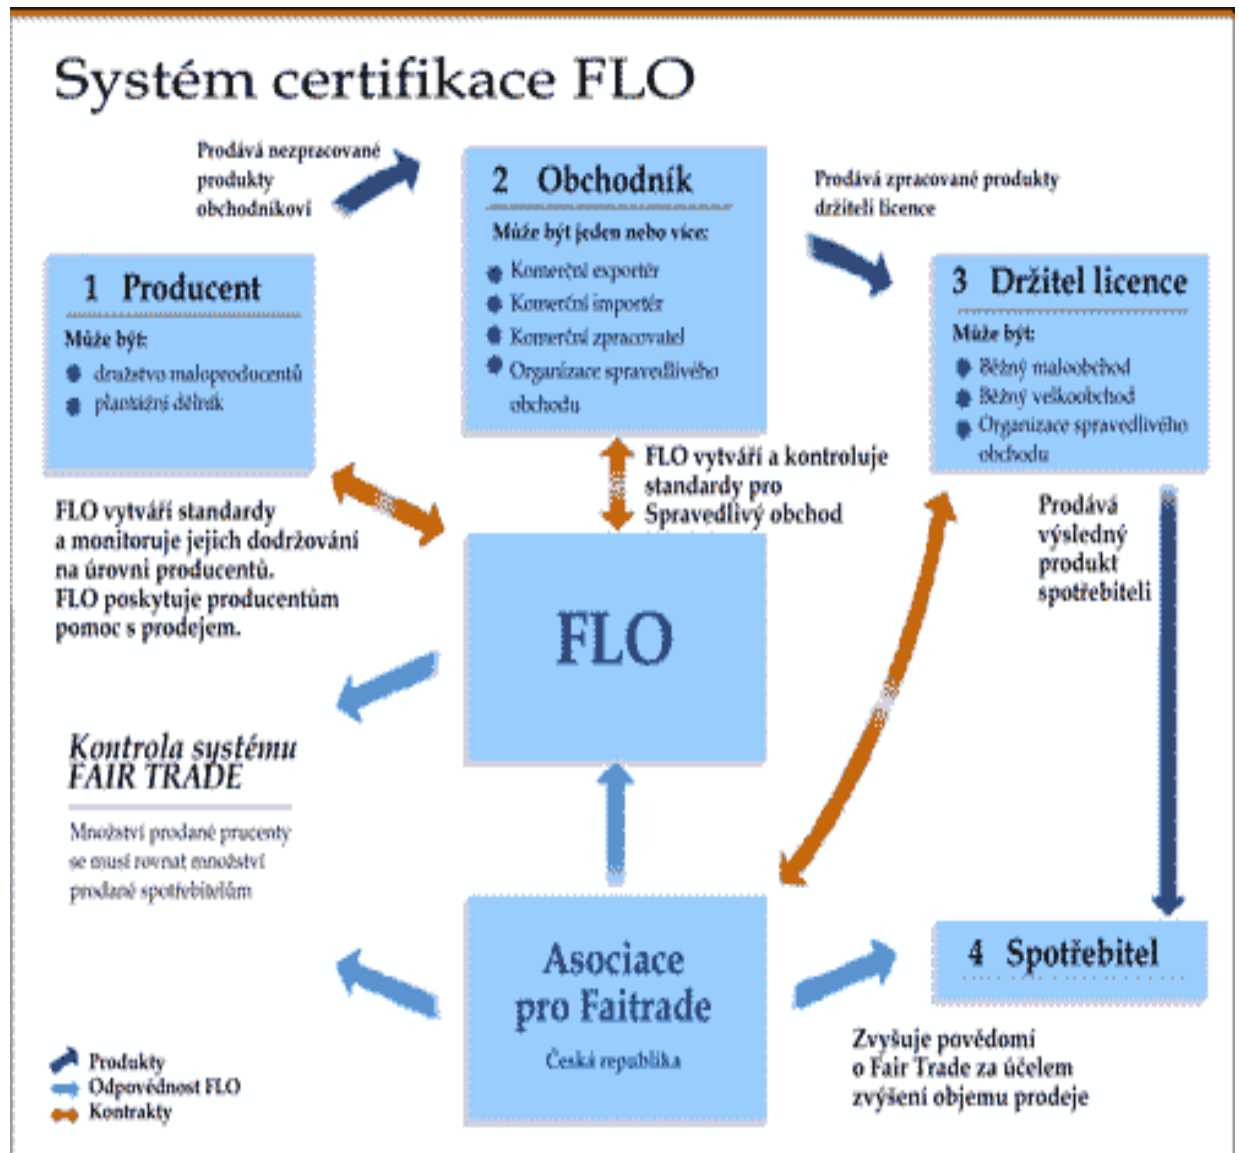 Systém certifikace FLO
Prodává nezpracované
produkty
obchodníkovi
2 Obchodník
Může být jeden nebo více:
Komerční exportér
Komerční importér
Komerční zpracovatel
Organizace spravedlivého
obchodu
Prodává zpracované produkty
držiteli licence
1 Producent
Může být:
družstvo maloproducentů
plantážní dělník
3 Držitel licence
Může být:
Běžný maloobchod
Běžný velkoobchod
Organizace spravedlivého
obchodu
FLO vytváří a kontroluje
standardy pro
Spravedlivý obchod
FLO vytváří standardy
a monitoruje jejich dodržování
na úrovni producentů.
FLO poskytuje producentům
pomoc s prodejem.
Prodává
výsledný
produkt
spotřebiteli
FLO
Kontrola systému
FAIR TRADE
Množství prodané prucenty
se musí rovnat množství
prodané spotřebitelům
Asociace
pro Faitrade
Česká republika
4 Spotřebitel
Zvyšuje povědomí
o Fair Trade za účelem
zvýšení objemu prodeje
Produkty
Odpovědnost FLO
Kontrakty